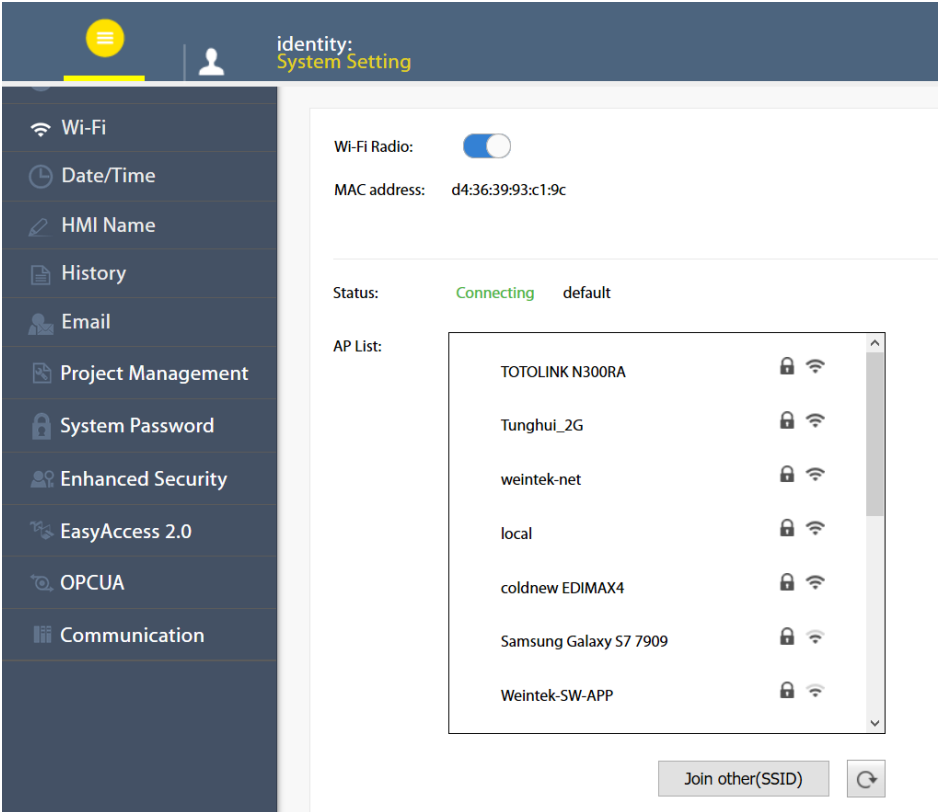 identity:
System Setting
Wi-Fi
Date/Time
HMI Name
History
Email
Project Management
System Password
Enhanced Security
EasyAccess 2.0
OPCUA
Communication
Wi-Fi Radio:
MAC address: d4:36:39:93:c1:9c
Status: Connecting default
AP List:
TOTOLINK N300RA
Tunghui_2G
weintek-net
local
coldnew EDIMAX4
Samsung Galaxy S7 7909
Weintek-SW-APP
Join other(SSID)